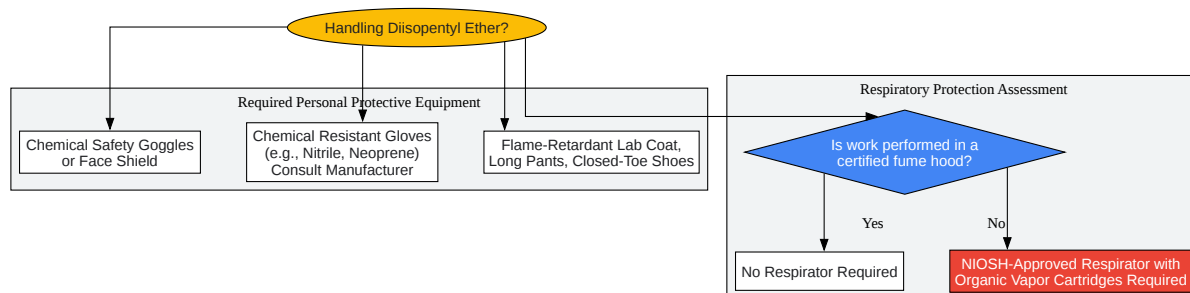 Handling Diisopentyl Ether?
Required Personal Protective Equipment
Chemical Safety Goggles
or Face Shield
Chemical Resistant Gloves
(e.g., Nitrile, Neoprene)
Consult Manufacturer
Flame-Retardant Lab Coat,
Long Pants, Closed-Toe Shoes
Respiratory Protection Assessment
Is work performed in a
certified fume hood?
Yes
No
No Respirator Required
NIOSH-Approved Respirator with
Organic Vapor Cartridges Required